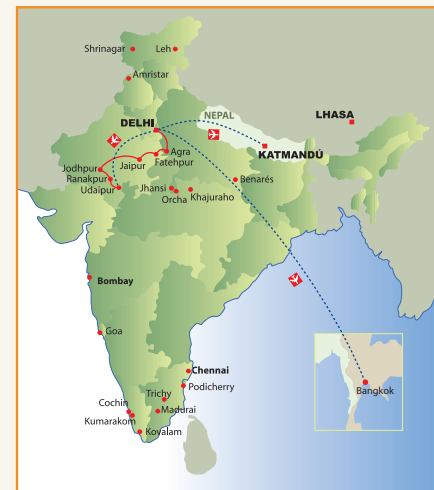 Shrinagar
Leh
Amristar
NEPAL
LHASA
DELHI
KATMANDÚ
Agra
Jaipur
Fatehpur
Jodhpur
Ranakpur
Udaipur
Jhansi
Orcha
Khajuraho
Benarés
Bombay
Goa
Chennai
Podicherry
Bangkok
Trichy
Cochin
Madurai
Kumarakom
Kovalam